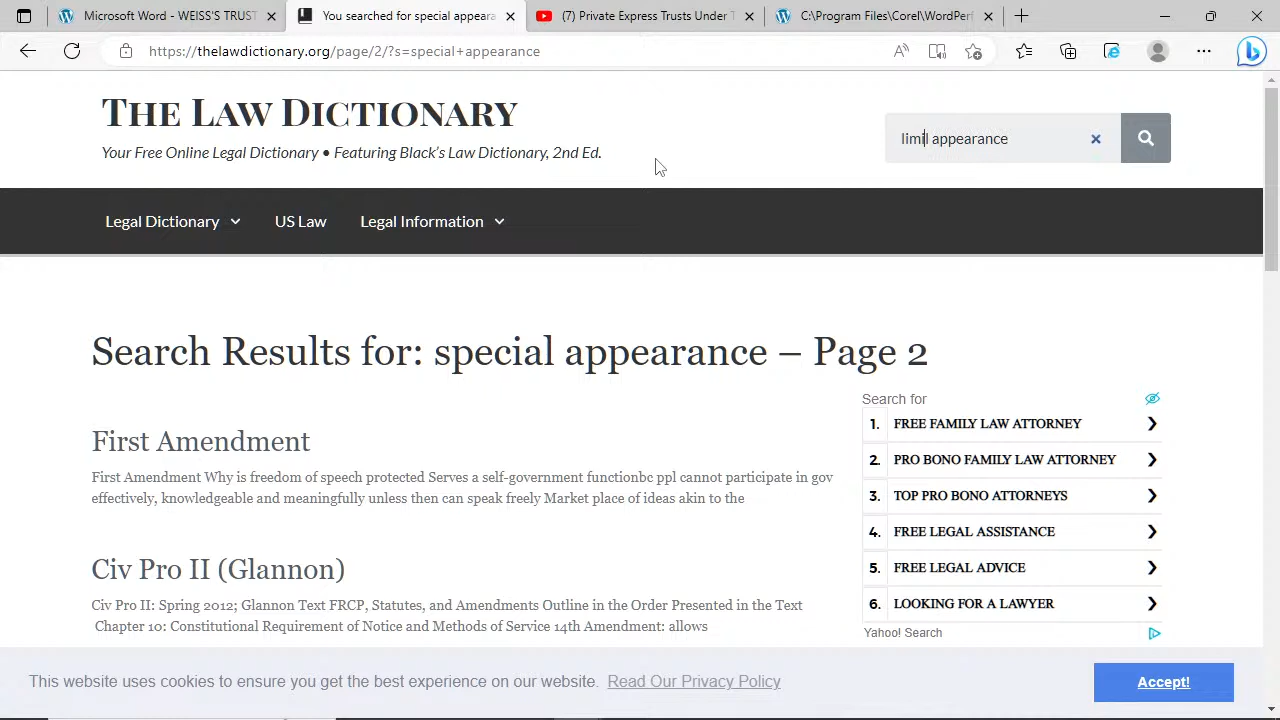 Microsoft Word - WEISS'S TRUST
You searched for special appeara
(7) Private Express Trusts Under
C:\Program Files\Corel\WordPerf
https://thelawdictionary.org/page/2/?s=special+appearance
THE LAW DICTIONARY
Your Free Online Legal Dictionary • Featuring Black's Law Dictionary, 2nd Ed.
limil appearance
Legal Dictionary
US Law
Legal Information
Search Results for: special appearance – Page 2
First Amendment
First Amendment Why is freedom of speech protected Serves a self-government functionbc ppl cannot participate in gov
effectively, knowledgeable and meaningfully unless then can speak freely Market place of ideas akin to the
Civ Pro II (Glannon)
Civ Pro II: Spring 2012; Glannon Text FRCP, Statutes, and Amendments Outline in the Order Presented in the Text
Chapter 10: Constitutional Requirement of Notice and Methods of Service 14th Amendment: allows
Search for
1. FREE FAMILY LAW ATTORNEY
2. PRO BONO FAMILY LAW ATTORNEY
3. TOP PRO BONO ATTORNEYS
4. FREE LEGAL ASSISTANCE
5. FREE LEGAL ADVICE
6. LOOKING FOR A LAWYER
Yahoo! Search
This website uses cookies to ensure you get the best experience on our website. Read Our Privacy Policy
Accept!